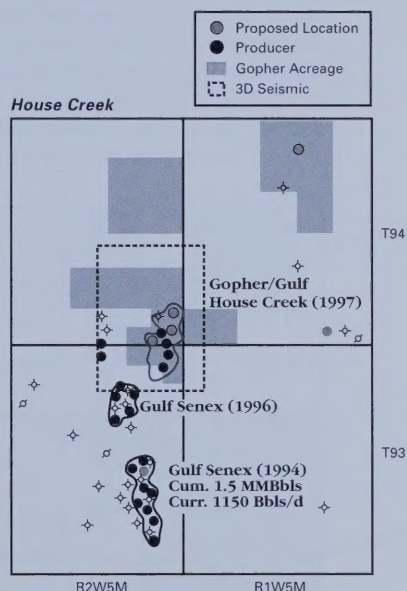 Proposed Location
Producer
Gopher Acreage
3D Seismic
House Creek
T94
Gopher/Gulf
House Creek (1997)
Gulf Senex (1996)
T93
Gulf Senex (1994)
Cum. 1.5 MMBbls
Curr. 1150 Bbls/d
R2W5M
R1W5M